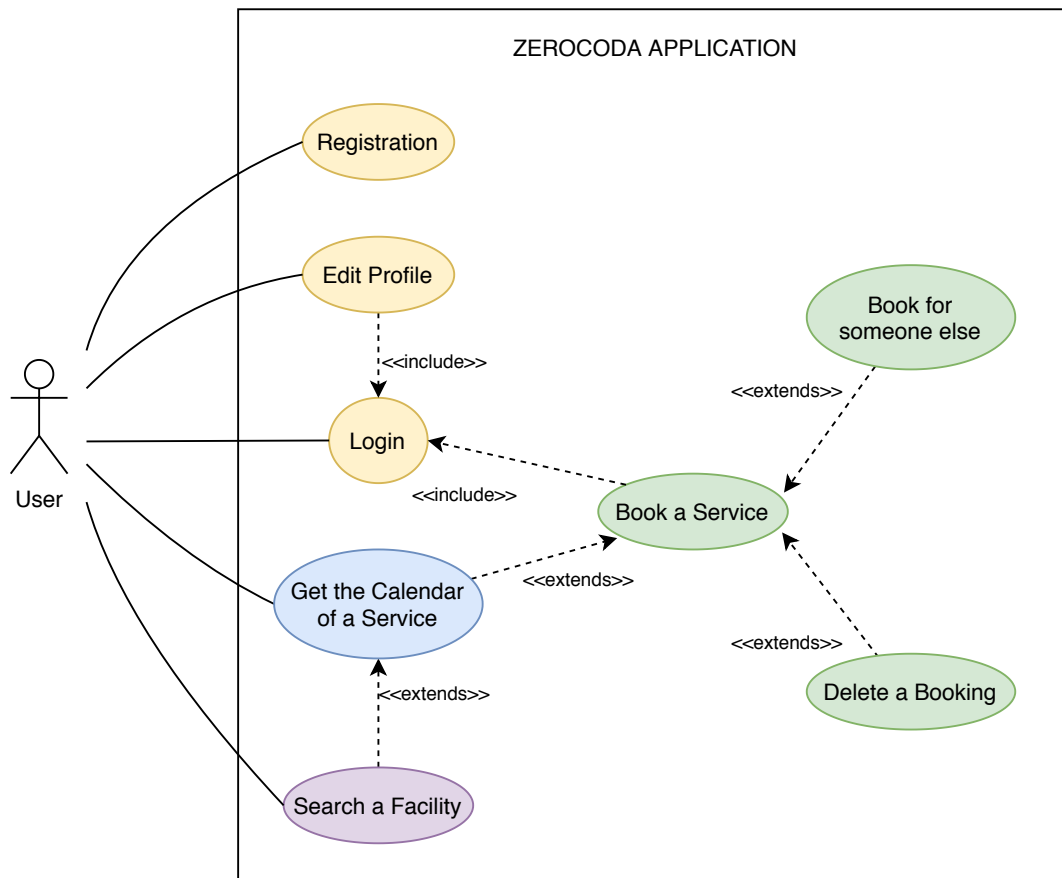 ZEROCODA APPLICATION
Registration
Edit Profile
<<include>>
Book for
someone else
<<extends>>
Login
User
<<include>>
Book a Service
Get the Calendar
of a Service
<<extends>>
<<extends>>
Delete a Booking
<<extends>>
Search a Facility